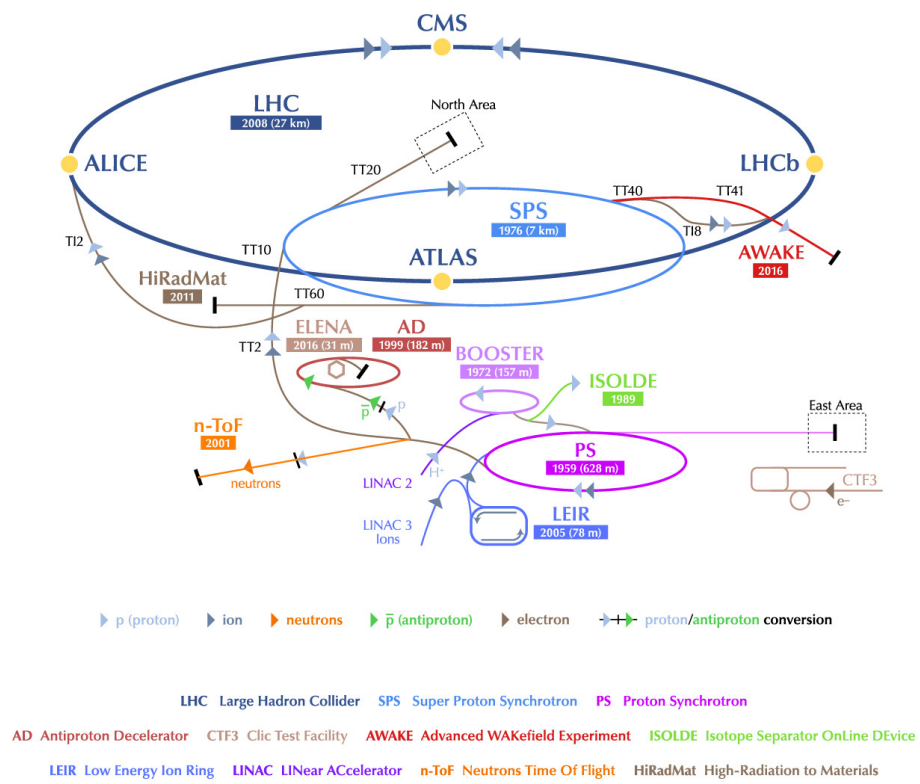 CMS
LHC
2008 (27 km)
North Area
ALICE
LHCb
TT20
TT40
TT41
SPS
1976 (7 km)
TI2
TI8
TT10
ATLAS
AWAKE
2016
HiRadMat
2011
TT60
ELENA
2016 (31 m)
AD
1999 (182 m)
TT2
BOOSTER
1972 (157 m)
ISOLDE
1989
p̅
p
East Area
n-ToF
2001
PS
1959 (628 m)
neutrons
H⁺
LINAC 2
CTF3
e–
LEIR
2005 (78 m)
LINAC 3
Ions
p (proton)
ion
neutrons
p̅ (antiproton)
electron
proton/antiproton conversion
LHC Large Hadron Collider SPS Super Proton Synchrotron PS Proton Synchrotron
AD Antiproton Decelerator CTF3 Clic Test Facility AWAKE Advanced WAKefield Experiment ISOLDE Isotope Separator OnLine DEvice
LEIR Low Energy Ion Ring LINAC LINear ACcelerator n-ToF Neutrons Time Of Flight HiRadMat High-Radiation to Materials